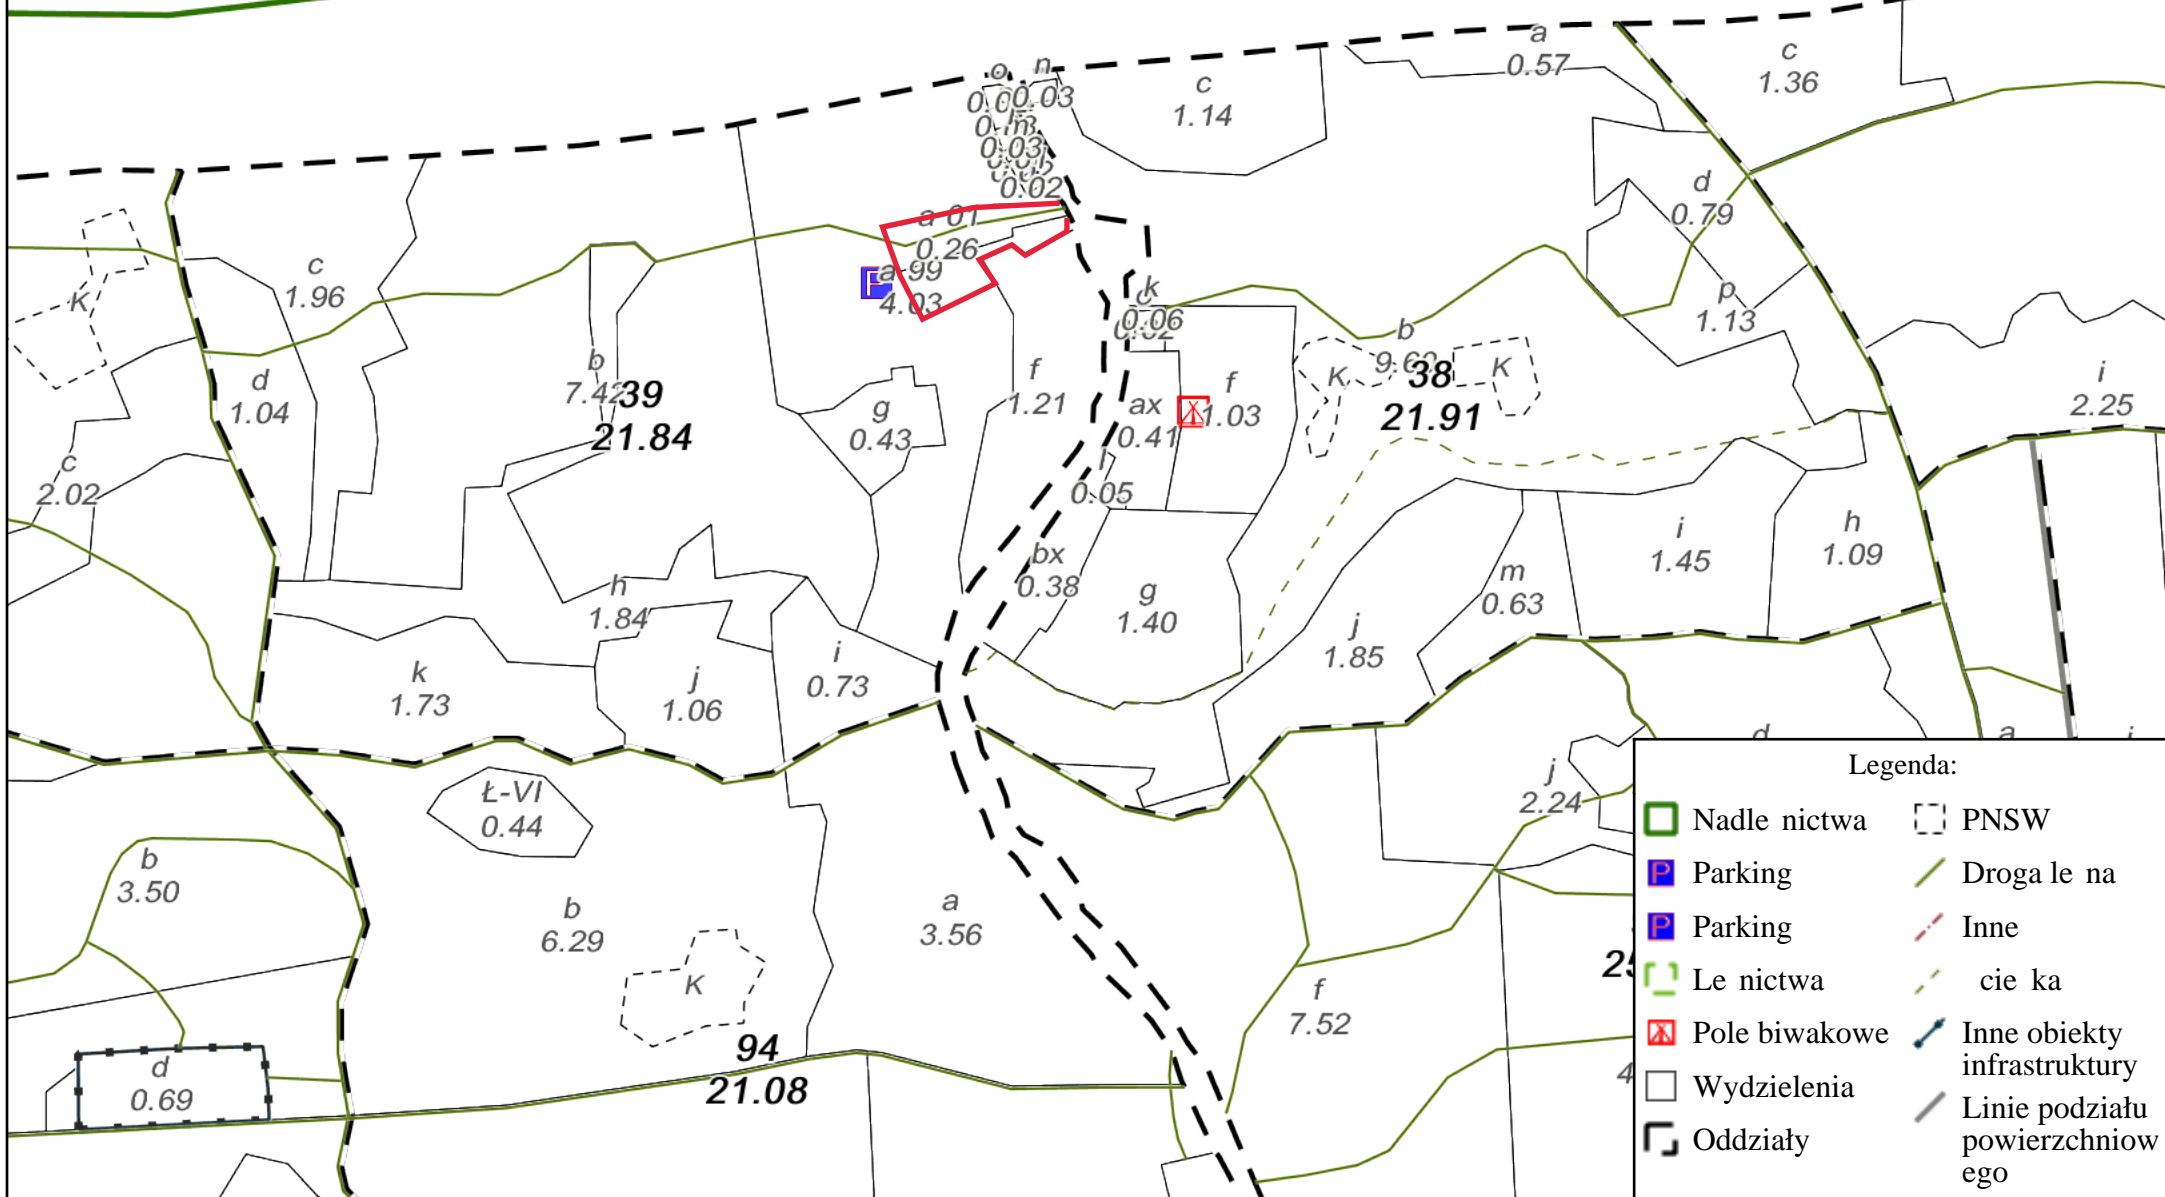 a
0.57
c
1.36
o
n
0.03
c
1.14
0.03
0.02
d
0.79
a 01
0.26
a 99
4.03
c
1.96
K
p
1.13
k
0.06
0.02
b
K
K
38
21.91
b
7.42
39
21.84
d
1.04
g
0.43
f
1.21
ax
0.41
f
1.03
i
2.25
c
2.02
l
0.05
bx
0.38
g
1.40
m
0.63
i
1.45
h
1.09
h
1.84
j
1.85
k
1.73
j
1.06
i
0.73
d
a
i
Ł-VI
0.44
j
2.24
b
3.50
b
6.29
a
3.56
K
f
7.52
94
21.08
d
0.69
Legenda:
Nadle nictwa
Parking
Parking
Le nictwa
Pole biwakowe
Wydzielenia
Oddziały
PNSW
Droga le na
Inne
cie ka
Inne obiekty
infrastruktury
Linie podziału
powierzchniow
ego